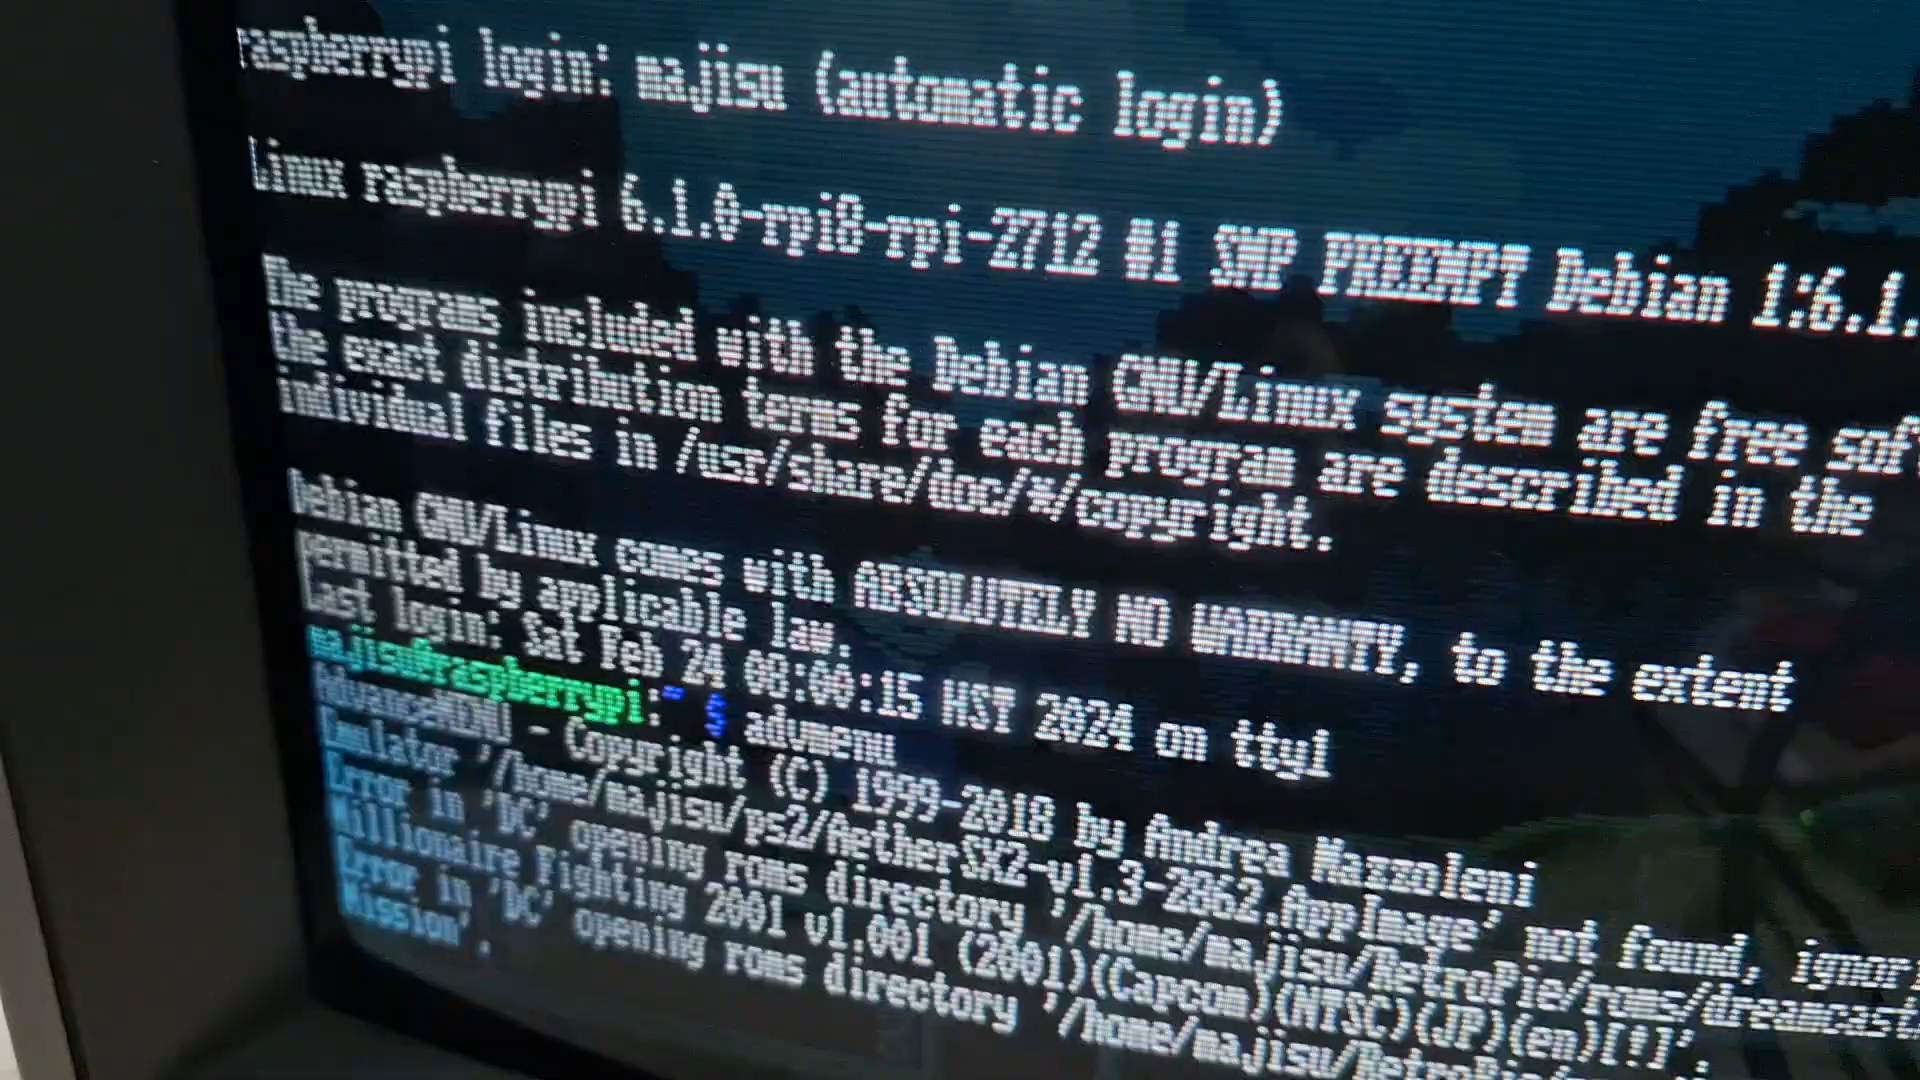 raspberrypi login: majisu (automatic login)
Linux raspberrypi 6.1.0-rpi8-rpi-2712 #1 SMP PREEMPT Debian 1:6.1.
The programs included with the Debian GNU/Linux system are free sof
the exact distribution terms for each program are described in the
individual files in /usr/share/doc/*/copyright.
Debian GNU/Linux comes with ABSOLUTELY NO WARRANTY, to the extent
permitted by applicable law.
Last login: Sat Feb 24 08:00:15 HST 2024 on tty1
majisu@raspberrypi:~ $ advmenu
AdvanceMENU - Copyright (C) 1999-2018 by Andrea Mazzoleni
Emulator '/home/majisu/ps2/AetherSX2-v1.3-2862.AppImage' not found, ignori
Error in 'DC' opening roms directory '/home/majisu/RetroPie/roms/dreamcast
Millionaire Fighting 2001 v1.001 (2001)(Capcom)(NTSC)(JP)(en)[!]'.
Error in 'DC' opening roms directory '/home/majisu/RetroPie
Mission'.